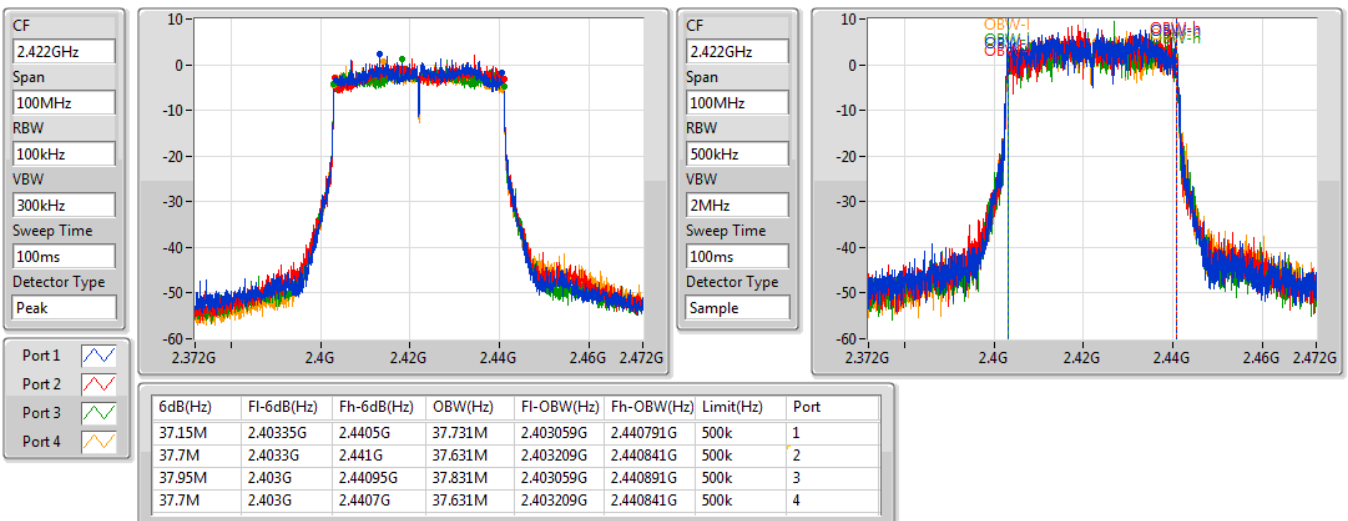 CF
2.422GHz
Span
100MHz
RBW
100kHz
VBW
300kHz
Sweep Time
100ms
Detector Type
Peak
10
0
-10
-20
-30
-40
-50
-60
2.372G 2.4G 2.42G 2.44G 2.46G 2.472G
CF
2.422GHz
Span
100MHz
RBW
500kHz
VBW
2MHz
Sweep Time
100ms
Detector Type
Sample
10
0
-10
-20
-30
-40
-50
-60
OBW-l
OBW-h
2.372G 2.4G 2.42G 2.44G 2.46G 2.472G
Port 1
Port 2
Port 3
Port 4
6dB(Hz) Fl-6dB(Hz) Fh-6dB(Hz) OBW(Hz) Fl-OBW(Hz) Fh-OBW(Hz) Limit(Hz) Port
37.15M 2.40335G 2.4405G 37.731M 2.403059G 2.440791G 500k 1
37.7M 2.4033G 2.441G 37.631M 2.403209G 2.440841G 500k 2
37.95M 2.403G 2.44095G 37.831M 2.403059G 2.440891G 500k 3
37.7M 2.403G 2.4407G 37.631M 2.403209G 2.440841G 500k 4